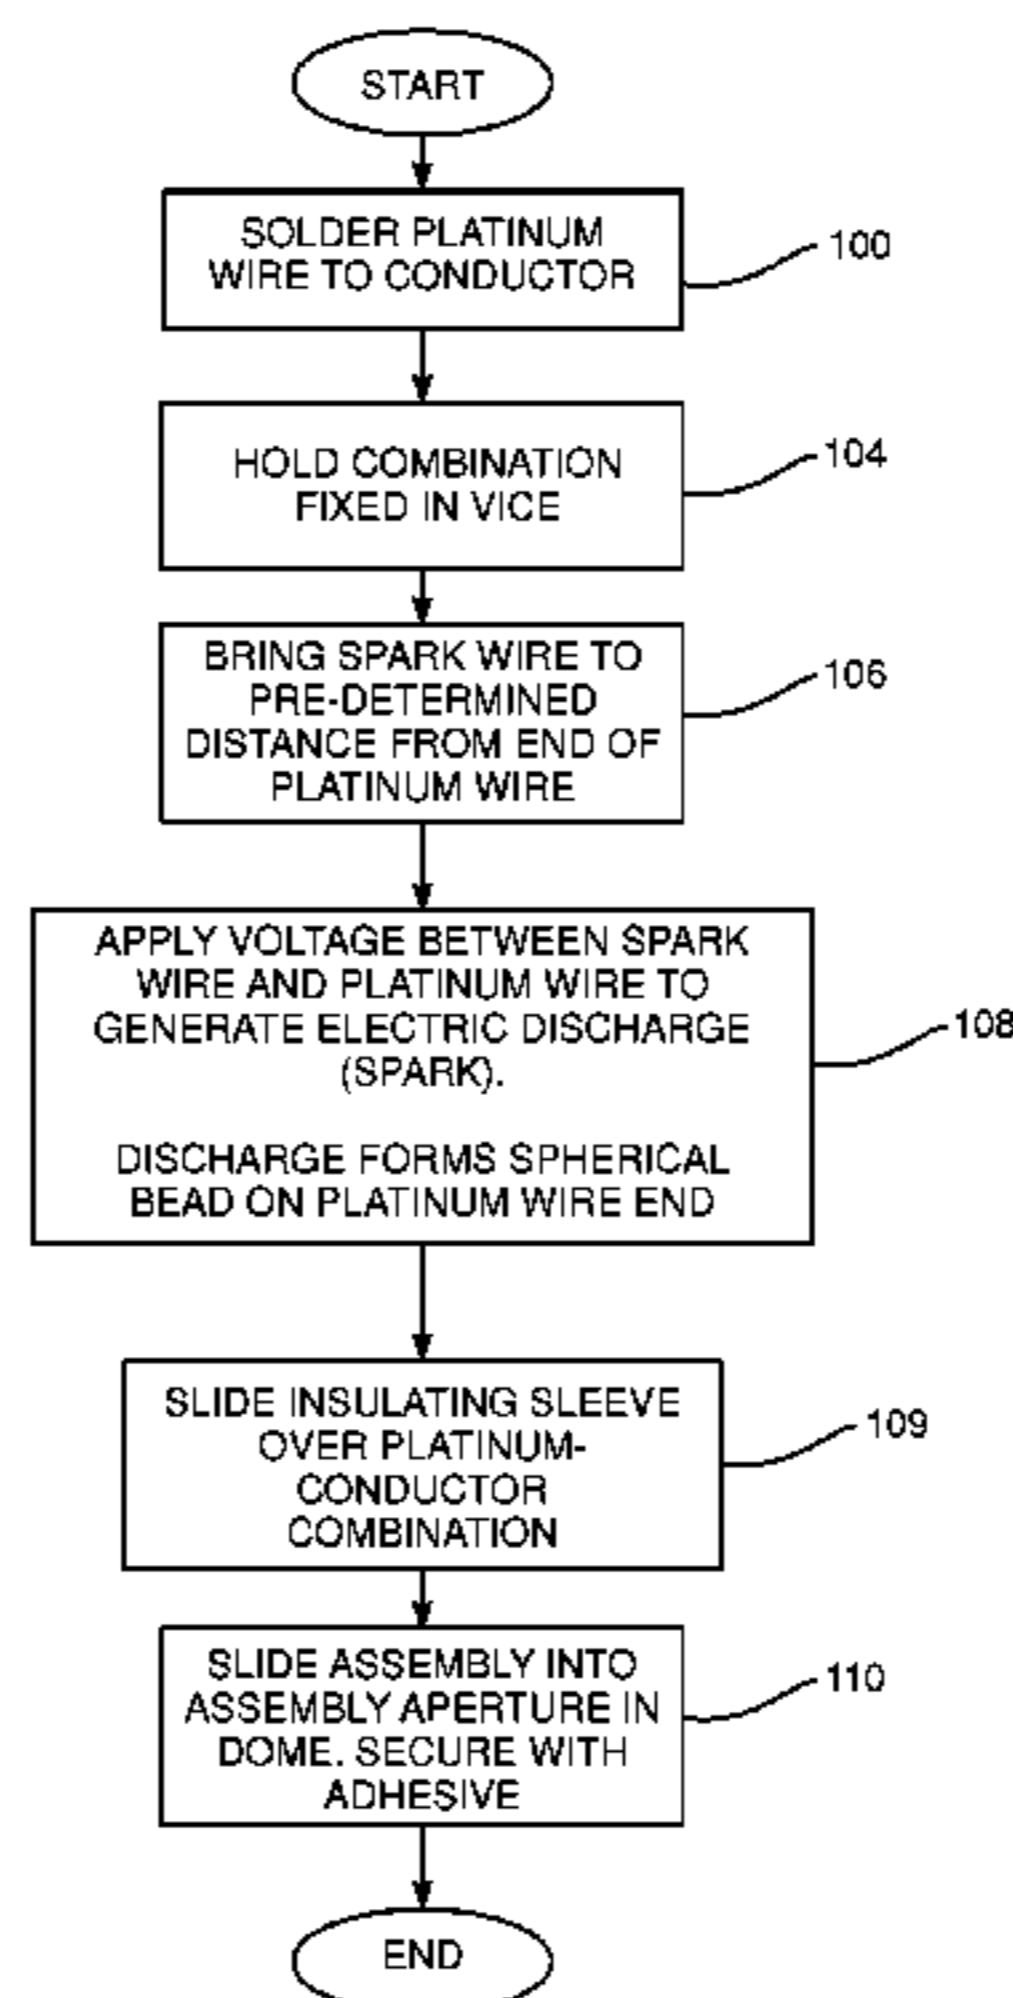 START
SOLDER PLATINUM
WIRE TO CONDUCTOR
100
HOLD COMBINATION
FIXED IN VICE
104
BRING SPARK WIRE TO
PRE-DETERMINED
DISTANCE FROM END OF
PLATINUM WIRE
106
APPLY VOLTAGE BETWEEN SPARK
WIRE AND PLATINUM WIRE TO
GENERATE ELECTRIC DISCHARGE
(SPARK).
DISCHARGE FORMS SPHERICAL
BEAD ON PLATINUM WIRE END
108
SLIDE INSULATING SLEEVE
OVER PLATINUM-
CONDUCTOR
COMBINATION
109
SLIDE ASSEMBLY INTO
ASSEMBLY APERTURE IN
DOME. SECURE WITH
ADHESIVE
110
END